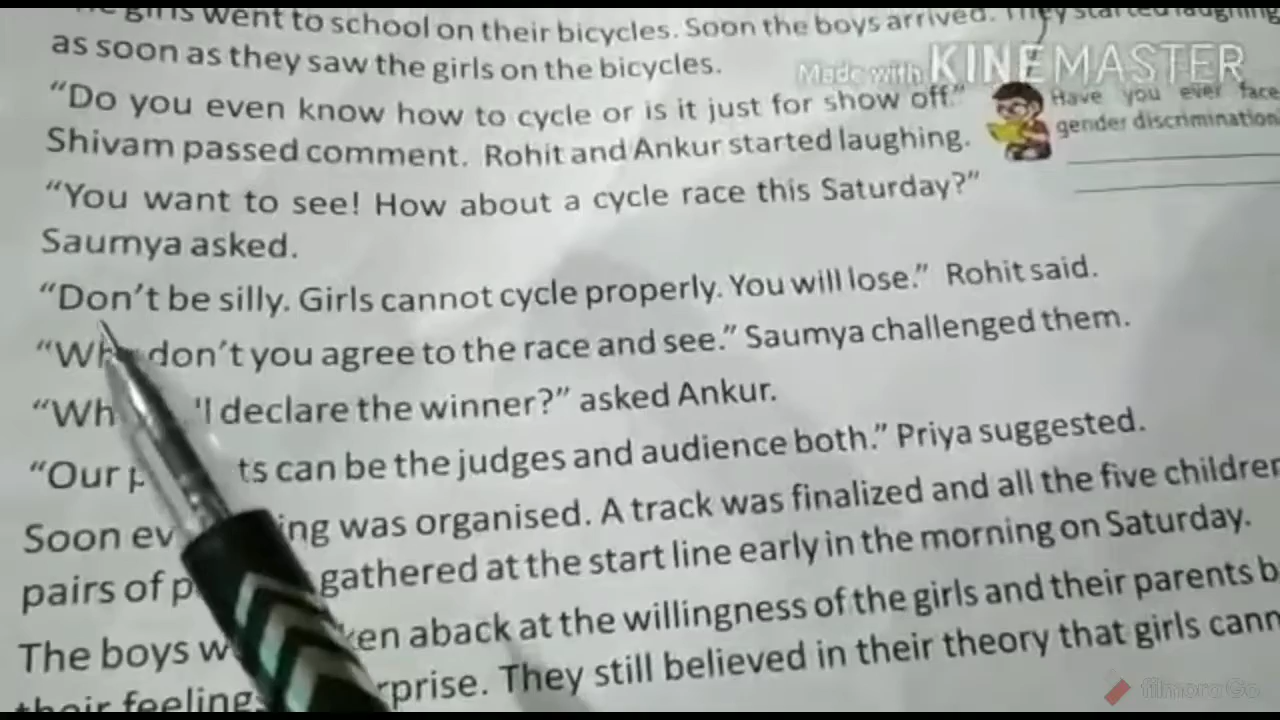 girls went to school on their bicycles. Soon the boys arrived. They started laughing
as soon as they saw the girls on the bicycles.
Made with KINEMASTER
“Do you even know how to cycle or is it just for show off.”
Have you ever face
gender discrimination
Shivam passed comment. Rohit and Ankur started laughing.
“You want to see! How about a cycle race this Saturday?”
Saumya asked.
“Don’t be silly. Girls cannot cycle properly. You will lose.” Rohit said.
don’t you agree to the race and see.” Saumya challenged them.
declare the winner?” asked Ankur.
“Our can be the judges and audience both.” Priya suggested.
Soon was organised. A track was finalized and all the five children
pairs of gathered at the start line early in the morning on Saturday.
The boys aback at the willingness of the girls and their parents
their feelings They still believed in their theory that girls
filmora Go